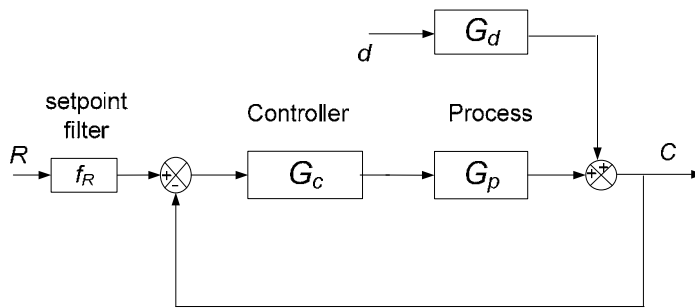 G_d
d
setpoint
filter
Controller
Process
R
C
f_R
+
-
G_c
G_p
+
+